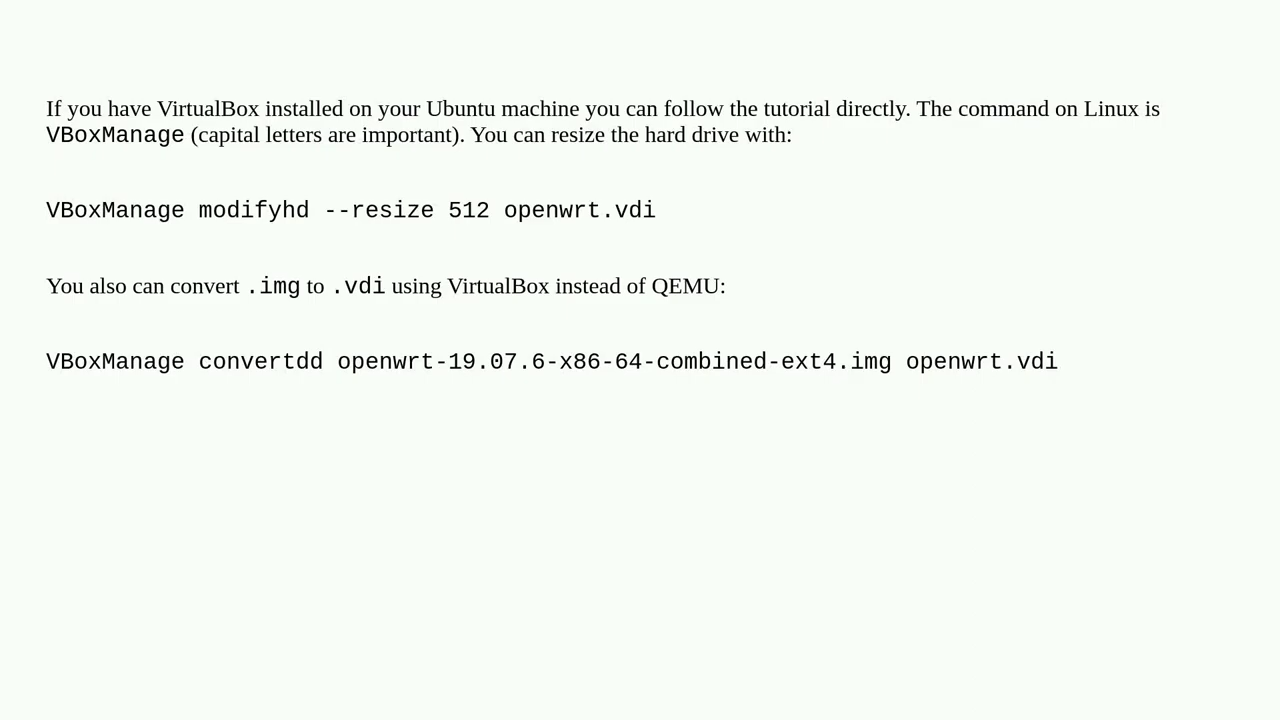 If you have VirtualBox installed on your Ubuntu machine you can follow the tutorial directly. The command on Linux is
VBoxManage (capital letters are important). You can resize the hard drive with:
VBoxManage modifyhd --resize 512 openwrt.vdi
You also can convert .img to .vdi using VirtualBox instead of QEMU:
VBoxManage convertdd openwrt-19.07.6-x86-64-combined-ext4.img openwrt.vdi